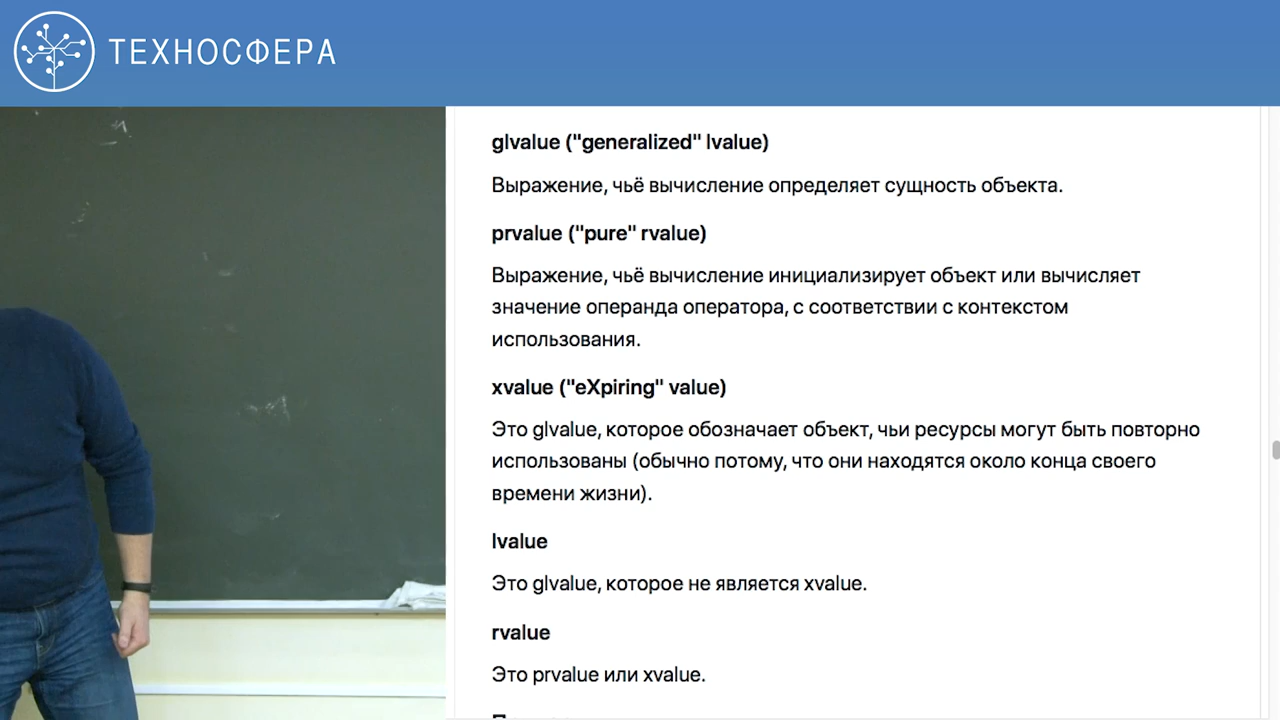 ТЕХНОСФЕРА
glvalue ("generalized" lvalue)
Выражение, чьё вычисление определяет сущность объекта.
prvalue ("pure" rvalue)
Выражение, чьё вычисление инициализирует объект или вычисляет
значение операнда оператора, с соответствии с контекстом
использования.
xvalue ("eXpiring" value)
Это glvalue, которое обозначает объект, чьи ресурсы могут быть повторно
использованы (обычно потому, что они находятся около конца своего
времени жизни).
lvalue
Это glvalue, которое не является xvalue.
rvalue
Это prvalue или xvalue.